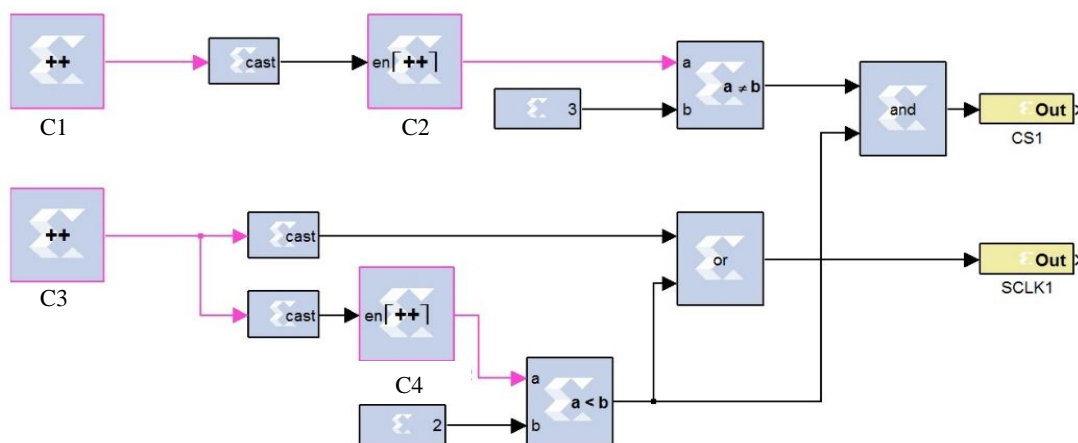 ++
cast
en ++
a
b
a ≠ b
3
and
Out
CS1
C1
C2
++
cast
or
Out
SCLK1
C3
cast
en ++
C4
a
b
a < b
2